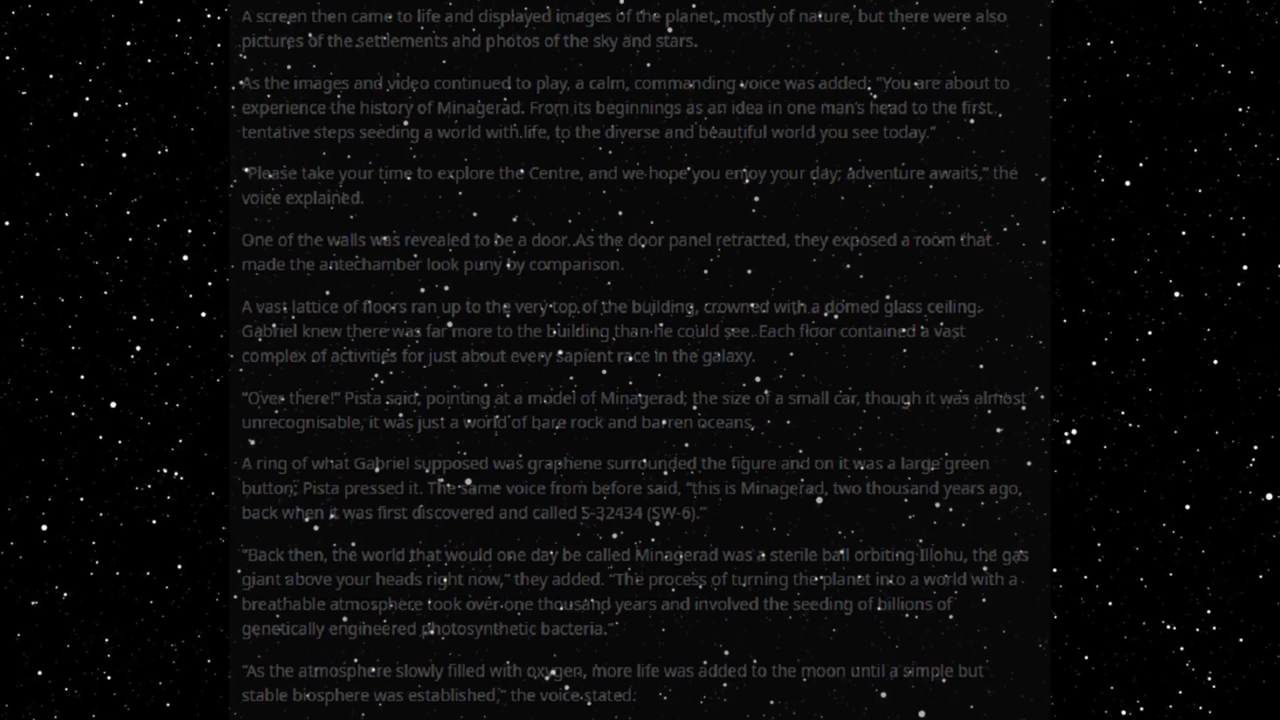 A screen then came to life and displayed images of the planet, mostly of nature, but there were also
pictures of the settlements and photos of the sky and stars.
As the images and video continued to play, a calm, commanding voice was added: "You are about to
experience the history of Minagerad. From its beginnings as an idea in one man's head to the first
tentative steps seeding a world with life, to the diverse and beautiful world you see today."
"Please take your time to explore the Centre, and we hope you enjoy your day; adventure awaits," the
voice explained.
One of the walls was revealed to be a door. As the door panel retracted, they exposed a room that
made the antechamber look puny by comparison.
A vast lattice of floors ran up to the very top of the building, crowned with a domed glass ceiling.
Gabriel knew there was far more to the building than he could see. Each floor contained a vast
complex of activities for just about every sapient race in the galaxy.
"Over there!" Pista said, pointing at a model of Minagerad; the size of a small car, though it was almost
unrecognisable, it was just a world of bare rock and barren oceans.
A ring of what Gabriel supposed was graphene surrounded the figure and on it was a large green
button; Pista pressed it. The same voice from before said, "this is Minagerad, two thousand years ago,
back when it was first discovered and called S-32434 (SW-6)."
"Back then, the world that would one day be called Minagerad was a sterile ball orbiting Illohu, the gas
giant above your heads right now," they added. "The process of turning the planet into a world with a
breathable atmosphere took over one thousand years and involved the seeding of billions of
genetically engineered photosynthetic bacteria."
"As the atmosphere slowly filled with oxygen, more life was added to the moon until a simple but
stable biosphere was established," the voice stated.